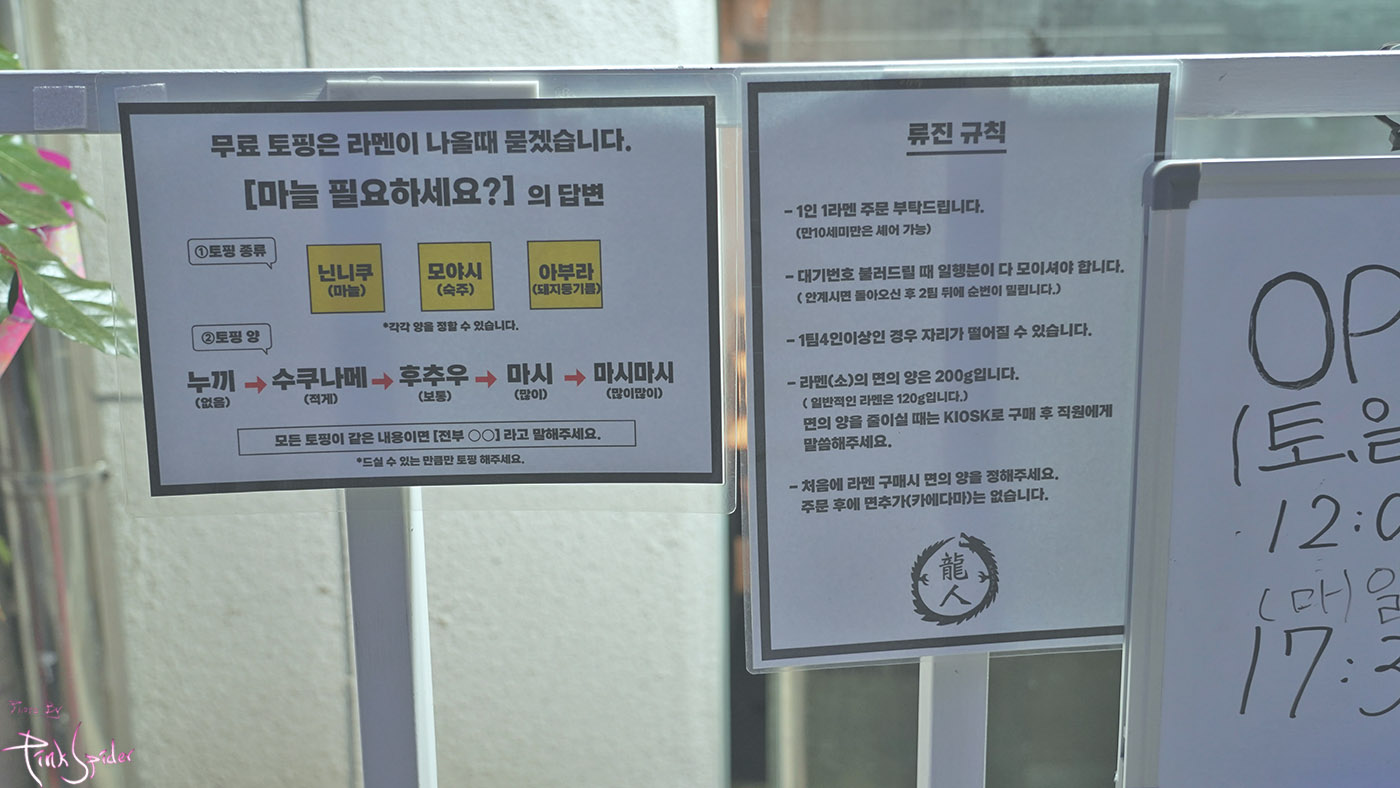 무료 토핑은 라멘이 나올때 묻겠습니다.
[마늘 필요하세요?] 의 답변
①토핑 종류
닌니쿠
(마늘)
모야시
(숙주)
아부라
(돼지등기름)
*각각 양을 정할 수 있습니다.
②토핑 양
누끼 → 수쿠나메 → 후추우 → 마시 → 마시마시
(없음) (적게) (보통) (많이) (많이많이)
모든 토핑이 같은 내용이면 [전부 ○○] 라고 말해주세요.
*드실 수 있는 만큼만 토핑 해주세요.
류진 규칙
- 1인 1라멘 주문 부탁드립니다.
(만10세미만은 셰어 가능)
- 대기번호 불러드릴 때 일행분이 다 모이셔야 합니다.
( 안계시면 돌아오신 후 2팀 뒤에 순번이 밀립니다.)
- 1팀4인이상인 경우 자리가 떨어질 수 있습니다.
- 라멘(소)의 면의 양은 200g입니다.
( 일반적인 라멘은 120g입니다.)
면의 양을 줄이실 때는 KIOSK로 구매 후 직원에게
말씀해주세요.
- 처음에 라멘 구매시 면의 양을 정해주세요.
주문 후에 면추가(카에다마)는 없습니다.
龍
人
OP
(토,일
12:0
(매일
17:3
Pink Spider